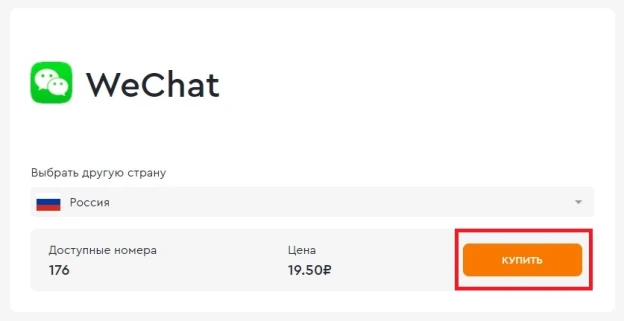 WeChat
Выбрать другую страну
Россия
Доступные номера
Цена
176
19.50₽
КУПИТЬ